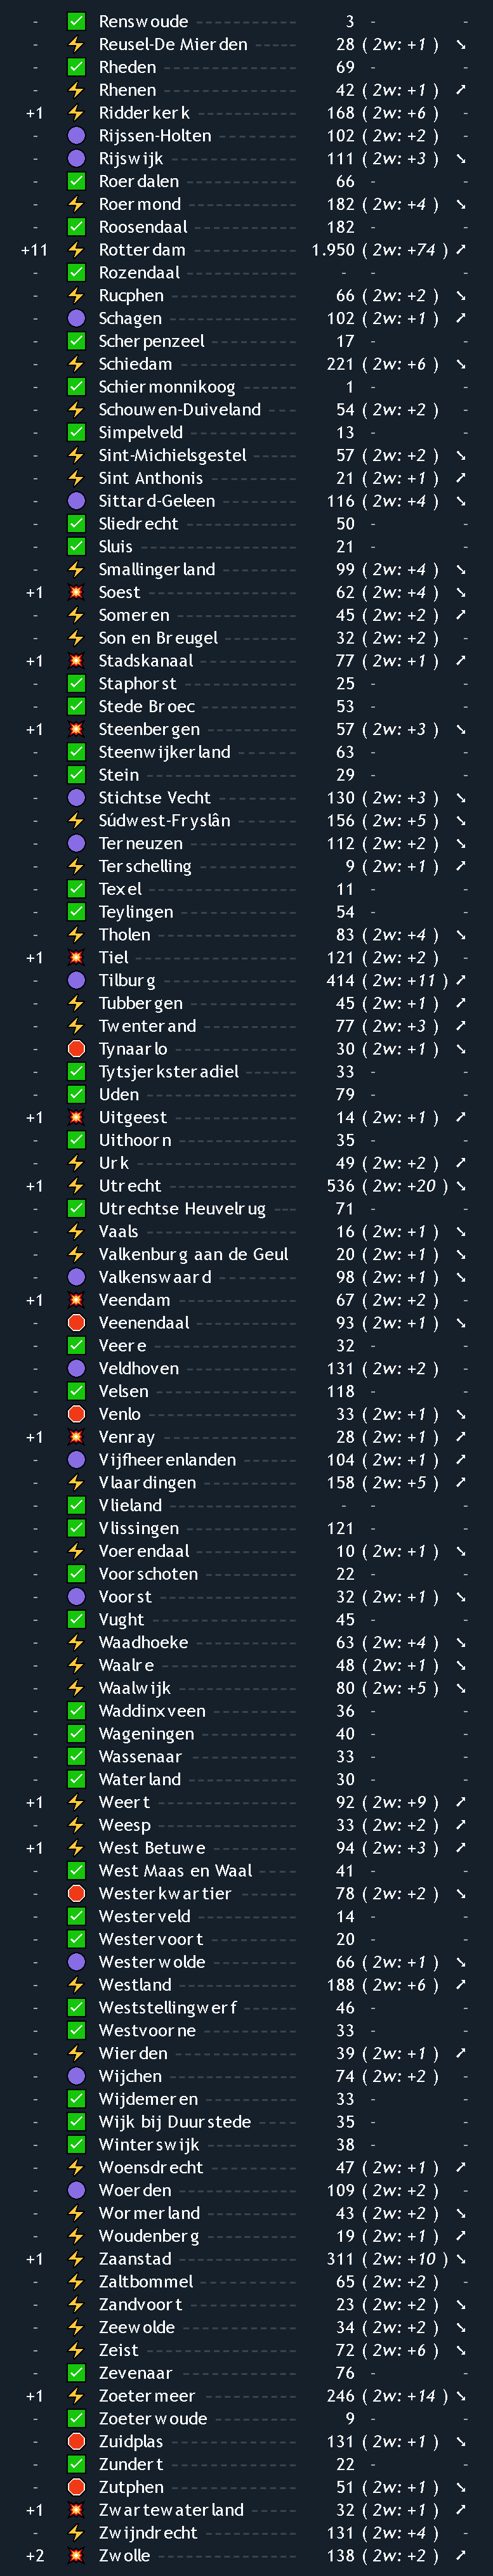 - ✅ Renswoude 3 - -
- ⚡ Reusel-De Mierden 28 ( 2w: +1 ) ↘
- ✅ Rheden 69 - -
- ⚡ Rhenen 42 ( 2w: +1 ) ↗
+1 ⚡ Ridderkerk 168 ( 2w: +6 ) -
- 🟣 Rijssen-Holten 102 ( 2w: +2 ) -
- 🟣 Rijswijk 111 ( 2w: +3 ) ↘
- ✅ Roerdalen 66 - -
- ⚡ Roermond 182 ( 2w: +4 ) ↘
- ✅ Roosendaal 182 - -
+11 ⚡ Rotterdam 1.950 ( 2w: +74 ) ↗
- ✅ Rozendaal - - -
- ⚡ Rucphen 66 ( 2w: +2 ) ↘
- 🟣 Schagen 102 ( 2w: +1 ) ↗
- ✅ Scherpenzeel 17 - -
- ⚡ Schiedam 221 ( 2w: +6 ) ↘
- ✅ Schiermonnikoog 1 - -
- ⚡ Schouwen-Duiveland 54 ( 2w: +2 ) -
- ✅ Simpelveld 13 - -
- ⚡ Sint-Michielsgestel 57 ( 2w: +2 ) ↘
- ⚡ Sint Anthonis 21 ( 2w: +1 ) ↗
- 🟣 Sittard-Geleen 116 ( 2w: +4 ) ↘
- ✅ Sliedrecht 50 - -
- ✅ Sluis 21 - -
- ⚡ Smallingerland 99 ( 2w: +4 ) ↘
+1 💥 Soest 62 ( 2w: +4 ) ↘
- ⚡ Someren 45 ( 2w: +2 ) ↗
- ⚡ Son en Breugel 32 ( 2w: +2 ) -
+1 💥 Stadskanaal 77 ( 2w: +1 ) ↗
- ✅ Staphorst 25 - -
- ✅ Stede Broec 53 - -
+1 💥 Steenbergen 57 ( 2w: +3 ) ↘
- ✅ Steenwijkerland 63 - -
- ✅ Stein 29 - -
- 🟣 Stichtse Vecht 130 ( 2w: +3 ) ↘
- ⚡ Súdwest-Fryslân 156 ( 2w: +5 ) ↘
- 🟣 Terneuzen 112 ( 2w: +2 ) ↘
- ⚡ Terschelling 9 ( 2w: +1 ) ↗
- ✅ Texel 11 - -
- ✅ Teylingen 54 - -
- ⚡ Tholen 83 ( 2w: +4 ) ↘
+1 💥 Tiel 121 ( 2w: +2 ) -
- 🟣 Tilburg 414 ( 2w: +11 ) ↗
- ⚡ Tubbergen 45 ( 2w: +1 ) ↗
- ⚡ Twenterand 77 ( 2w: +3 ) ↗
- 🛑 Tynaarlo 30 ( 2w: +1 ) ↘
- ✅ Tytsjerksteradiel 33 - -
- ✅ Uden 79 - -
+1 💥 Uitgeest 14 ( 2w: +1 ) ↗
- ✅ Uithoorn 35 - -
- ⚡ Urk 49 ( 2w: +2 ) ↗
+1 ⚡ Utrecht 536 ( 2w: +20 ) ↘
- ✅ Utrechtse Heuvelrug 71 - -
- ⚡ Vaals 16 ( 2w: +1 ) ↘
- ⚡ Valkenburg aan de Geul 20 ( 2w: +1 ) ↘
- 🟣 Valkenswaard 98 ( 2w: +1 ) ↘
+1 💥 Veendam 67 ( 2w: +2 ) -
- 🛑 Veenendaal 93 ( 2w: +1 ) ↘
- ✅ Veere 32 - -
- 🟣 Veldhoven 131 ( 2w: +2 ) -
- ✅ Velsen 118 - -
- 🛑 Venlo 33 ( 2w: +1 ) ↘
+1 💥 Venray 28 ( 2w: +1 ) ↗
- 🟣 Vijfheerenlanden 104 ( 2w: +1 ) ↗
- ⚡ Vlaardingen 158 ( 2w: +5 ) ↗
- ✅ Vlieland - - -
- ✅ Vlissingen 121 - -
- ⚡ Voerendaal 10 ( 2w: +1 ) ↘
- ✅ Voorschoten 22 - -
- 🟣 Voorst 32 ( 2w: +1 ) ↘
- ✅ Vught 45 - -
- ⚡ Waadhoeke 63 ( 2w: +4 ) ↘
- ⚡ Waalre 48 ( 2w: +1 ) ↘
- ⚡ Waalwijk 80 ( 2w: +5 ) ↘
- ✅ Waddinxveen 36 - -
- ✅ Wageningen 40 - -
- ✅ Wassenaar 33 - -
- ✅ Waterland 30 - -
+1 ⚡ Weert 92 ( 2w: +9 ) ↗
- ⚡ Weesp 33 ( 2w: +2 ) ↗
+1 ⚡ West Betuwe 94 ( 2w: +3 ) ↗
- ✅ West Maas en Waal 41 - -
- 🛑 Westerkwartier 78 ( 2w: +2 ) ↘
- ✅ Westerveld 14 - -
- ✅ Westervoort 20 - -
- 🟣 Westerwolde 66 ( 2w: +1 ) ↘
- ⚡ Westland 188 ( 2w: +6 ) ↗
- ✅ Weststellingwerf 46 - -
- ✅ Westvoorne 33 - -
- ⚡ Wierden 39 ( 2w: +1 ) ↗
- 🟣 Wijchen 74 ( 2w: +2 ) -
- ✅ Wijdemeren 33 - -
- ✅ Wijk bij Duurstede 35 - -
- ✅ Winterswijk 38 - -
- ⚡ Woensdrecht 47 ( 2w: +1 ) ↗
- 🟣 Woerden 109 ( 2w: +2 ) -
- ⚡ Wormerland 43 ( 2w: +2 ) ↘
- ⚡ Woudenberg 19 ( 2w: +1 ) ↗
+1 ⚡ Zaanstad 311 ( 2w: +10 ) ↘
- ⚡ Zaltbommel 65 ( 2w: +2 ) -
- ⚡ Zandvoort 23 ( 2w: +2 ) ↘
- ⚡ Zeewolde 34 ( 2w: +2 ) ↘
- ⚡ Zeist 72 ( 2w: +6 ) ↘
- ✅ Zevenaar 76 - -
+1 ⚡ Zoetermeer 246 ( 2w: +14 ) ↘
- ✅ Zoeterwoude 9 - -
- 🛑 Zuidplas 131 ( 2w: +1 ) ↘
- ✅ Zundert 22 - -
- 🛑 Zutphen 51 ( 2w: +1 ) ↘
+1 💥 Zwartewaterland 32 ( 2w: +1 ) ↗
- ⚡ Zwijndrecht 131 ( 2w: +4 ) -
+2 💥 Zwolle 138 ( 2w: +2 ) ↗